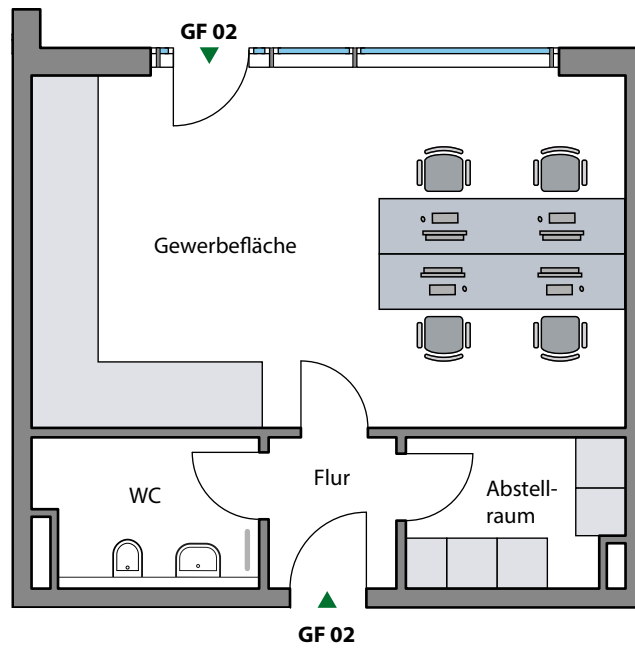 GF 02
Gewerbefläche
WC
Flur
Abstell-
raum
GF 02